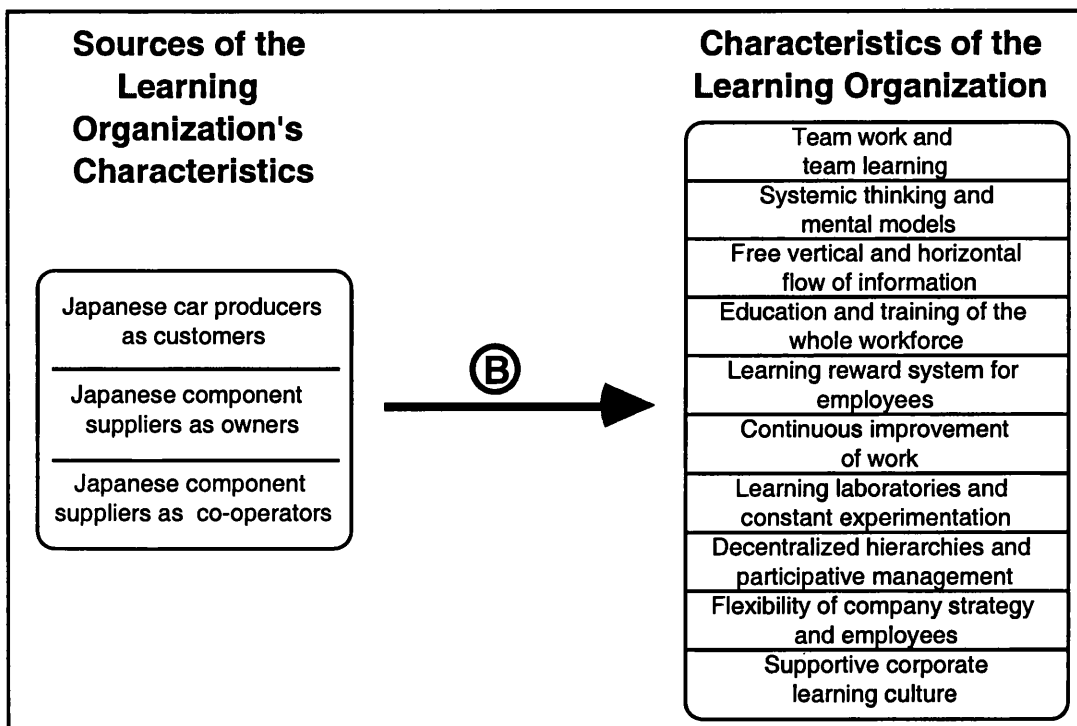 Sources of the
Learning
Organization's
Characteristics
Japanese car producers
as customers
Japanese component
suppliers as owners
Japanese component
suppliers as co-operators
B
Characteristics of the
Learning Organization
Team work and
team learning
Systemic thinking and
mental models
Free vertical and horizontal
flow of information
Education and training of the
whole workforce
Learning reward system for
employees
Continuous improvement
of work
Learning laboratories and
constant experimentation
Decentralized hierarchies and
participative management
Flexibility of company strategy
and employees
Supportive corporate
learning culture